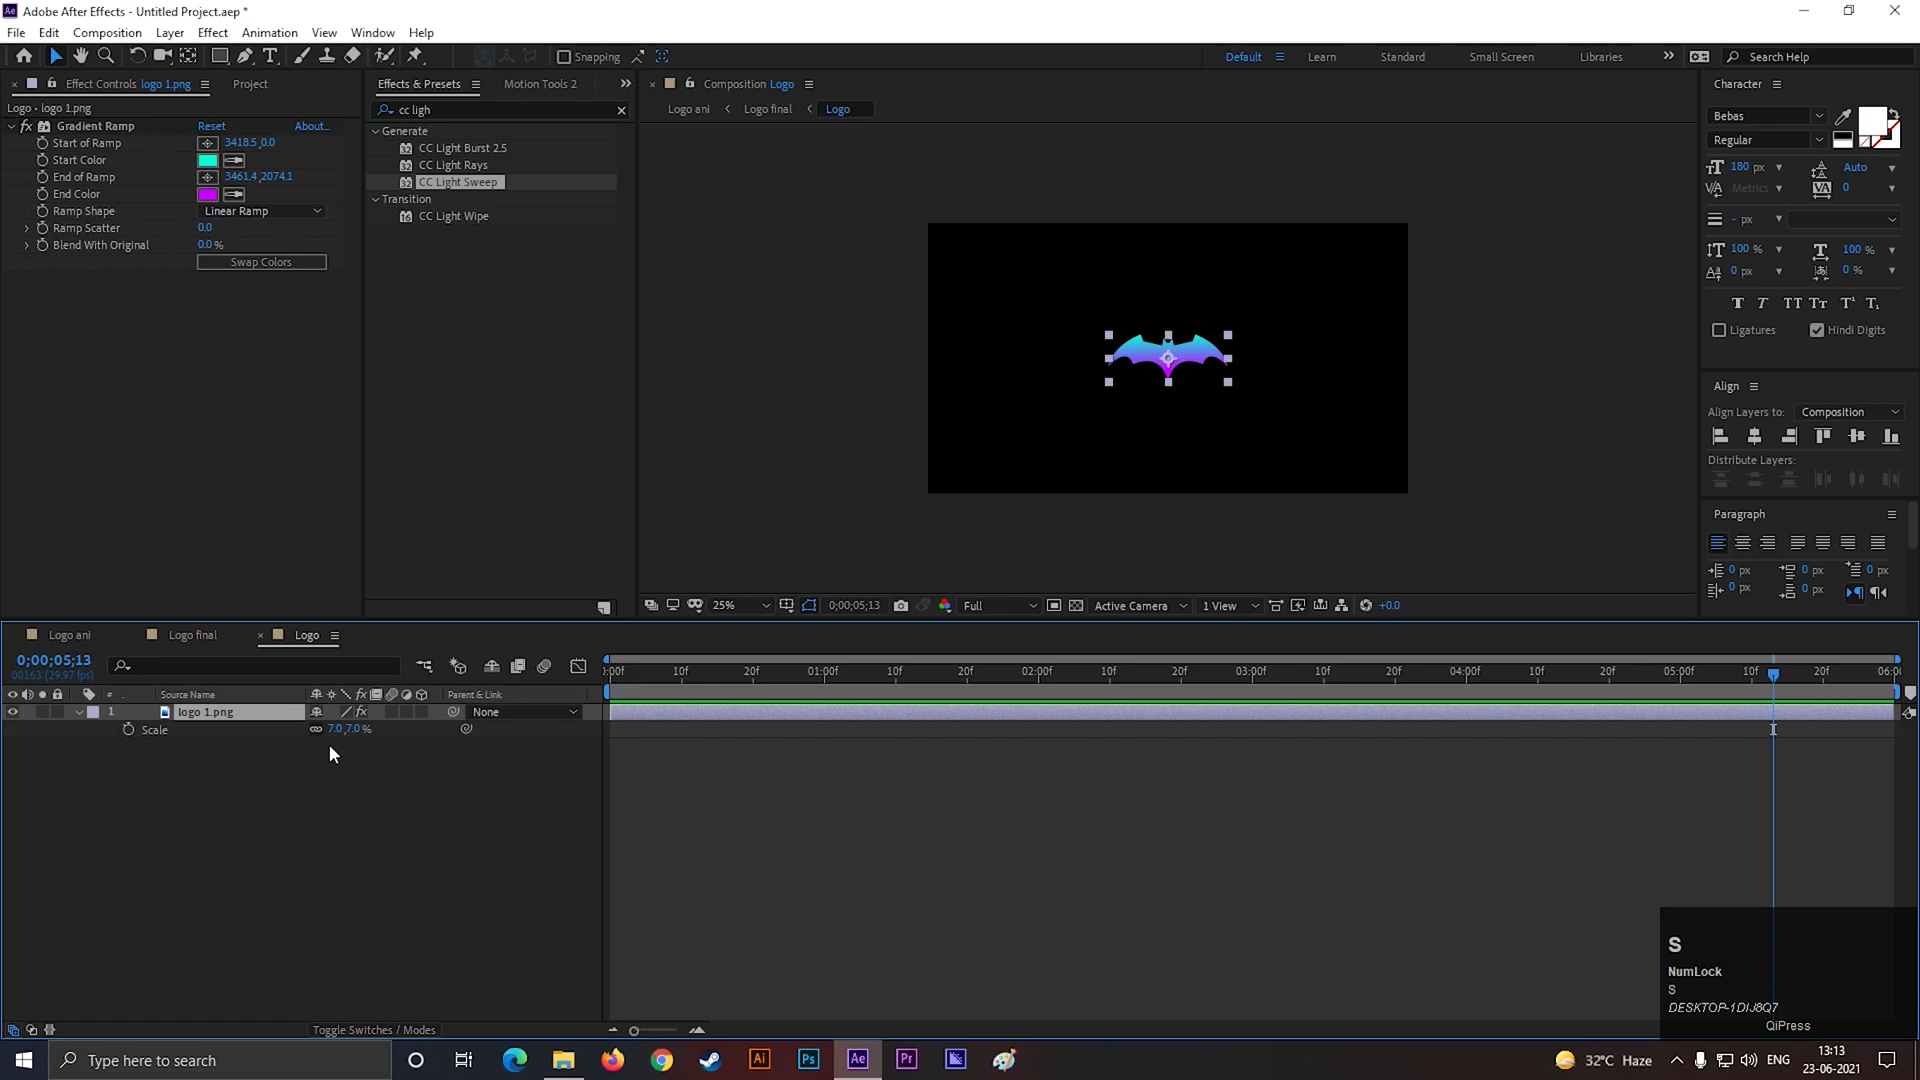 Adobe After Effects - Untitled Project.aep *
File Edit Composition Layer Effect Animation View Window Help
Snapping Default Learn Standard Small Screen Libraries Search Help
Effect Controls logo 1.png Project
Logo • logo 1.png
Gradient Ramp Reset About...
Start of Ramp 3418.5,0.0
Start Color
End of Ramp 3461.4,2074.1
End Color
Ramp Shape Linear Ramp
Ramp Scatter 0.0
Blend With Original 0.0 %
Swap Colors
Effects & Presets Motion Tools 2
cc ligh
Generate
CC Light Burst 2.5
CC Light Rays
CC Light Sweep
Transition
CC Light Wipe
Composition Logo
Logo ani Logo final Logo
25% 0;00;05;13 Full Active Camera 1 View +0.0
Character
Bebas
Regular
180 px Auto
Metrics 0
- px
100 % 100 %
0 px 0 %
Ligatures Hindi Digits
Align
Align Layers to: Composition
Distribute Layers:
Paragraph
0 px 0 px 0 px
0 px 0 px
Logo ani Logo final Logo
0;00;05;13
00163 (29.97 fps)
:00f 10f 20f 01:00f 10f 20f 02:00f 10f 20f 03:00f 10f 20f 04:00f 10f 20f 05:00f 10f 20f 06:0
# Source Name Parent & Link
1 logo 1.png None
Scale 7.0,7.0 %
Toggle Switches / Modes
S
NumLock
S
DESKTOP-1DIJ8Q7
QiPress
Type here to search
32°C Haze ENG 13:13
23-06-2021